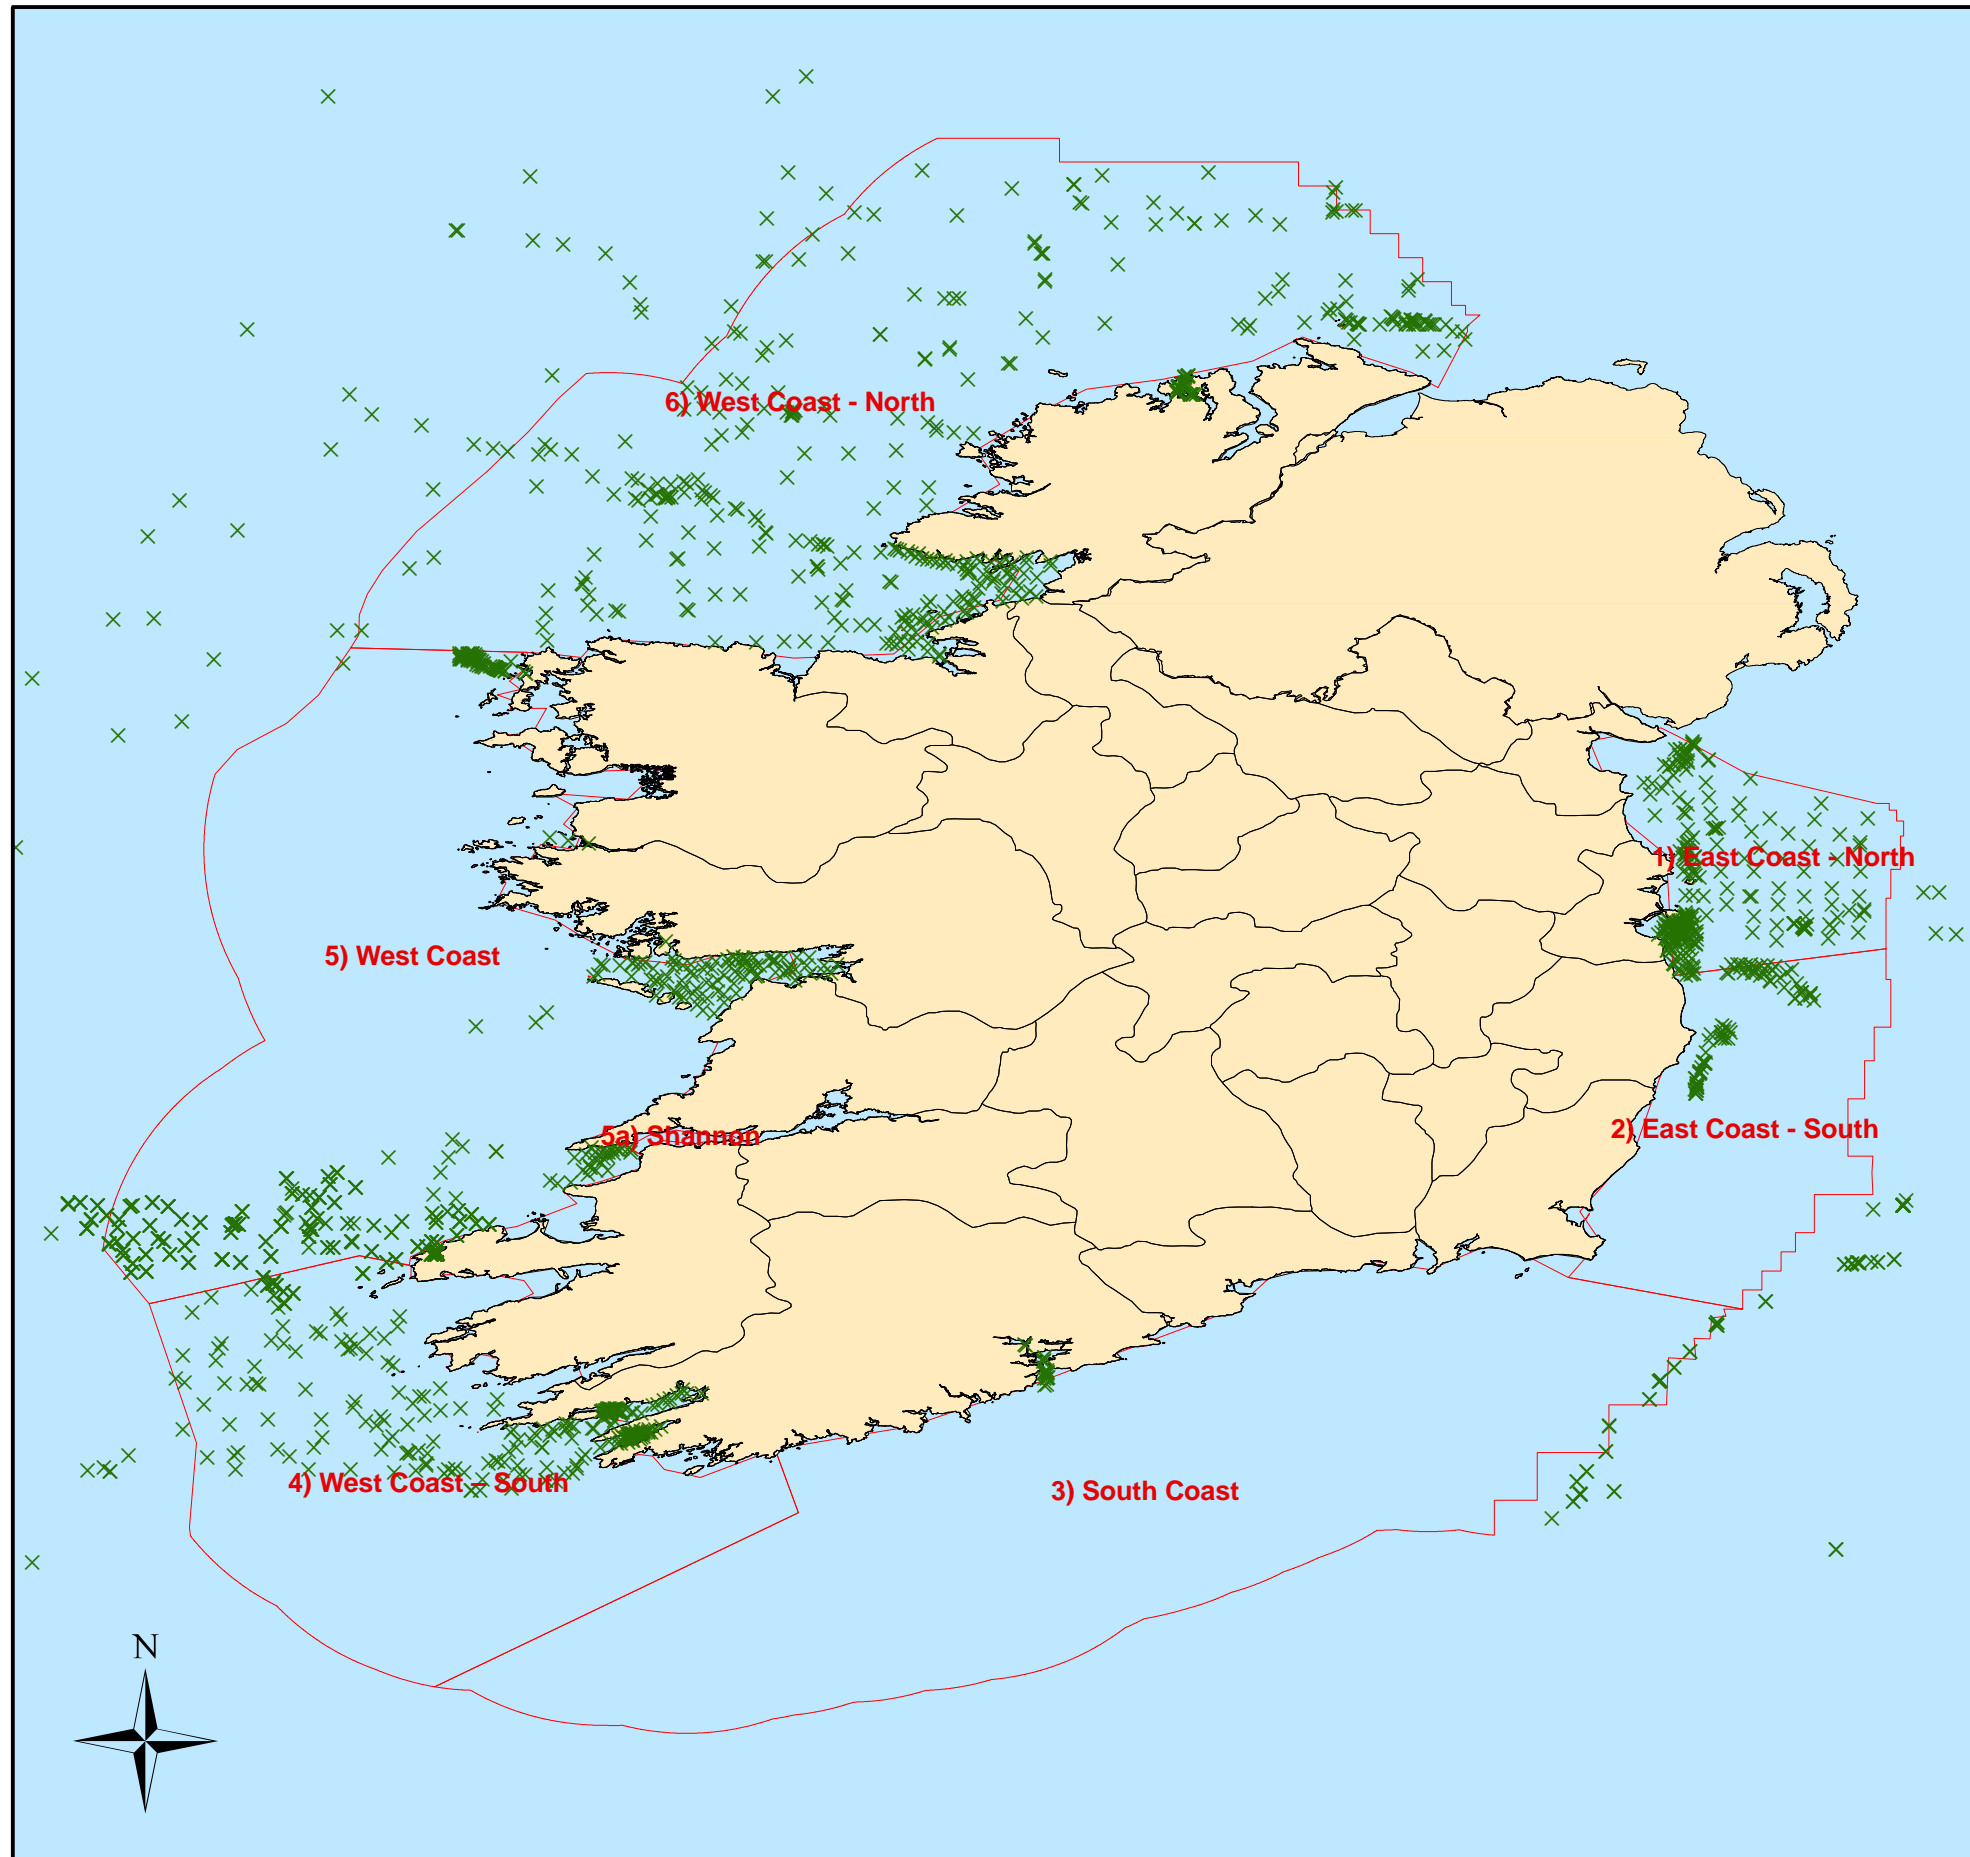 6) West Coast - North
1) East Coast - North
5) West Coast
2) East Coast - South
5a) Shannon
4) West Coast – South
3) South Coast
N